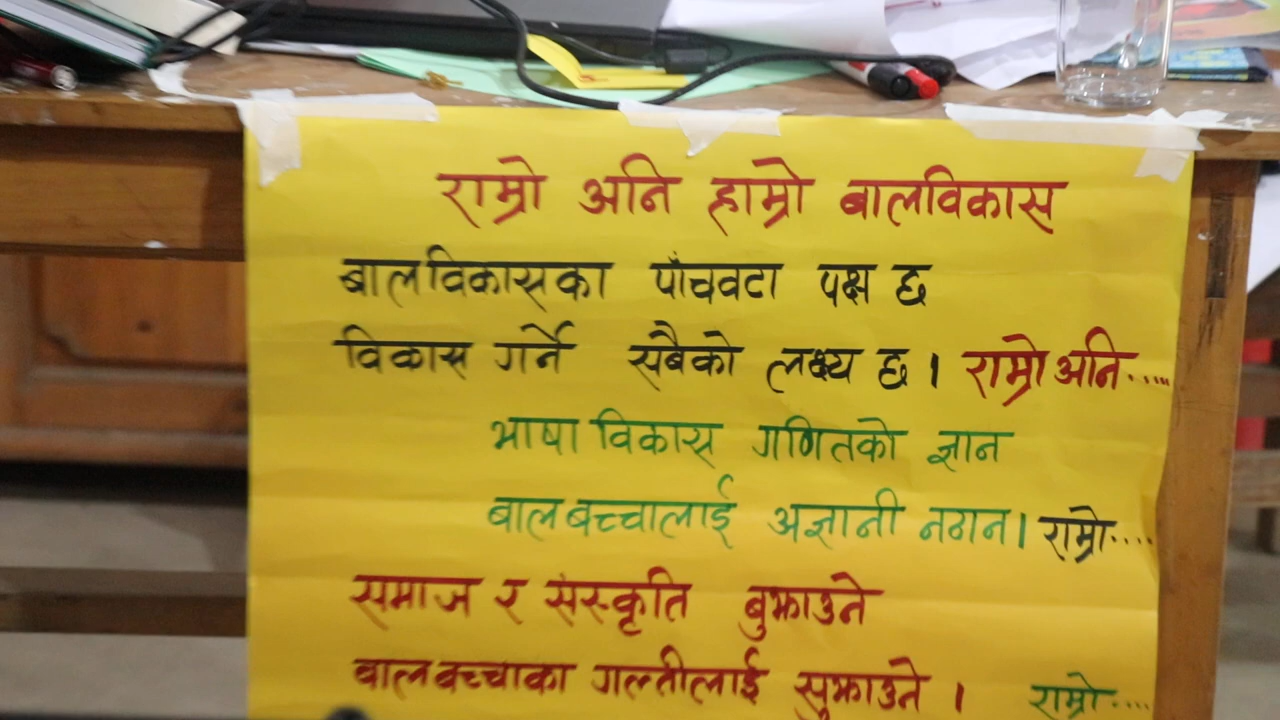 राम्रो अनि हाम्रो बालविकास
बालविकासका पाँचवटा पक्ष छ
विकास गर्ने सबैको लक्ष्य छ । राम्रो अनि.....
भाषा विकास गणितको ज्ञान
बालबच्चालाई अज्ञानी नठान । राम्रो....
समाज र संस्कृति बुझाउने
बालबच्चाका गल्तीलाई सुझाउने । राम्रो....